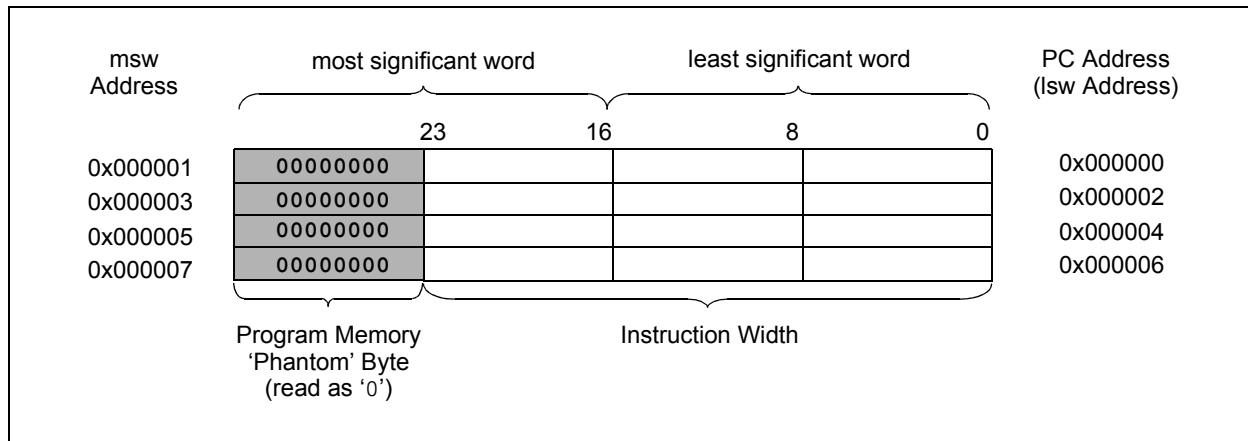 msw
Address
most significant word
least significant word
PC Address
(lsw Address)
23 16 8 0
0x000001 00000000 0x000000
0x000003 00000000 0x000002
0x000005 00000000 0x000004
0x000007 00000000 0x000006
Program Memory
‘Phantom’ Byte
(read as ‘0’)
Instruction Width